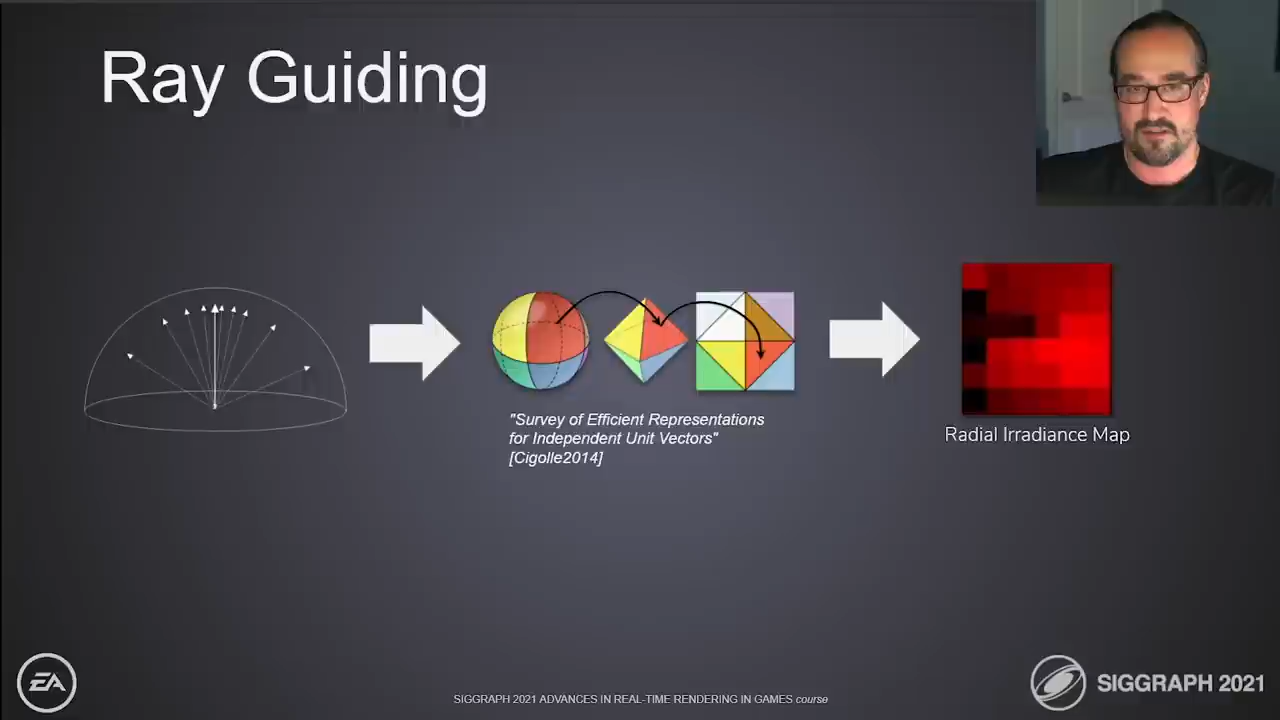 Ray Guiding
"Survey of Efficient Representations
for Independent Unit Vectors"
[Cigolle2014]
Radial Irradiance Map
EA
SIGGRAPH 2021 ADVANCES IN REAL-TIME RENDERING IN GAMES course
SIGGRAPH 2021